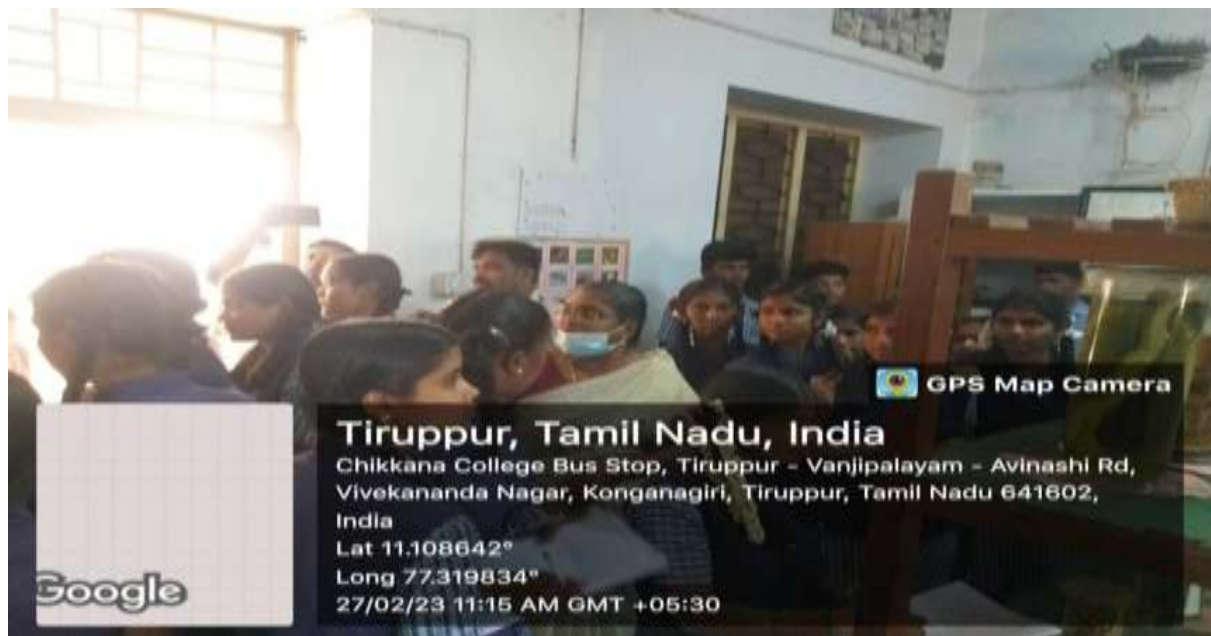 GPS Map Camera
Tiruppur, Tamil Nadu, India
Chikkana College Bus Stop, Tiruppur - Vanjipalayam - Avinashi Rd,
Vivekananda Nagar, Konganagiri, Tiruppur, Tamil Nadu 641602,
India
Lat 11.108642°
Long 77.319834°
27/02/23 11:15 AM GMT +05:30
Google